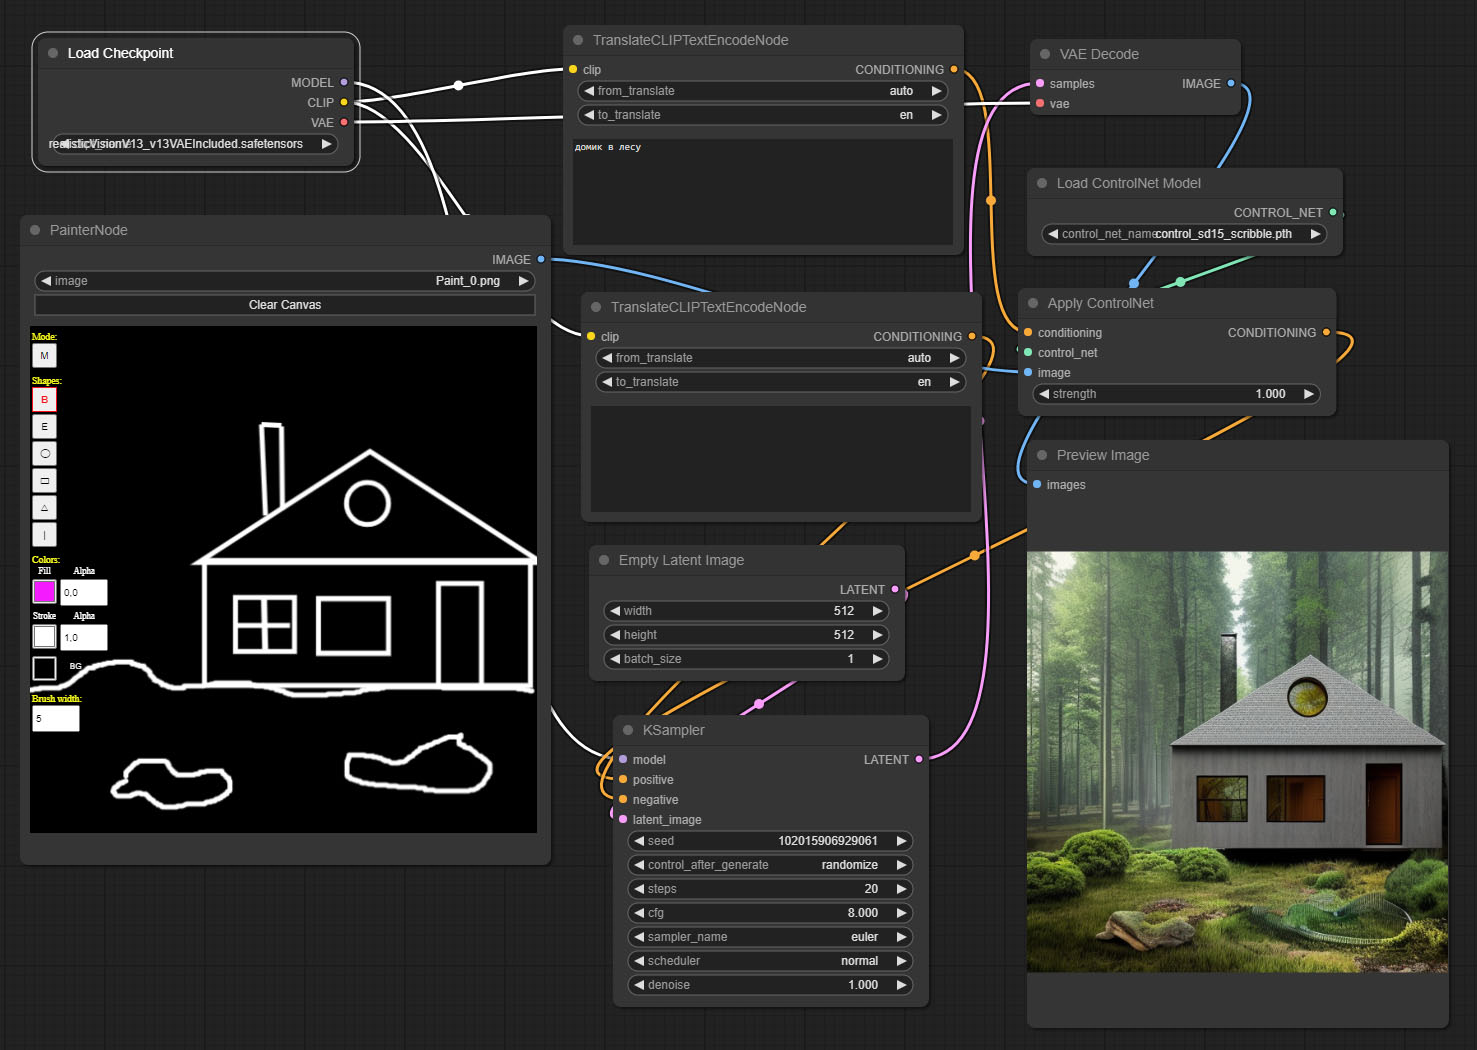 Load Checkpoint
MODEL
CLIP
VAE
realisticVisionV13_v13VAEIncluded.safetensors
PainterNode
IMAGE
image Paint_0.png
Clear Canvas
Mode:
M
Shapes:
B
E
Colors:
Fill Alpha
0,0
Stroke Alpha
1,0
BG
Brush width:
5
TranslateCLIPTextEncodeNode
clip CONDITIONING
from_translate auto
to_translate en
домик в лесу
TranslateCLIPTextEncodeNode
clip CONDITIONING
from_translate auto
to_translate en
Empty Latent Image
LATENT
width 512
height 512
batch_size 1
KSampler
model LATENT
positive
negative
latent_image
seed 102015906929061
control_after_generate randomize
steps 20
cfg 8.000
sampler_name euler
scheduler normal
denoise 1.000
VAE Decode
samples IMAGE
vae
Load ControlNet Model
CONTROL_NET
control_net_name control_sd15_scribble.pth
Apply ControlNet
conditioning CONDITIONING
control_net
image
strength 1.000
Preview Image
images